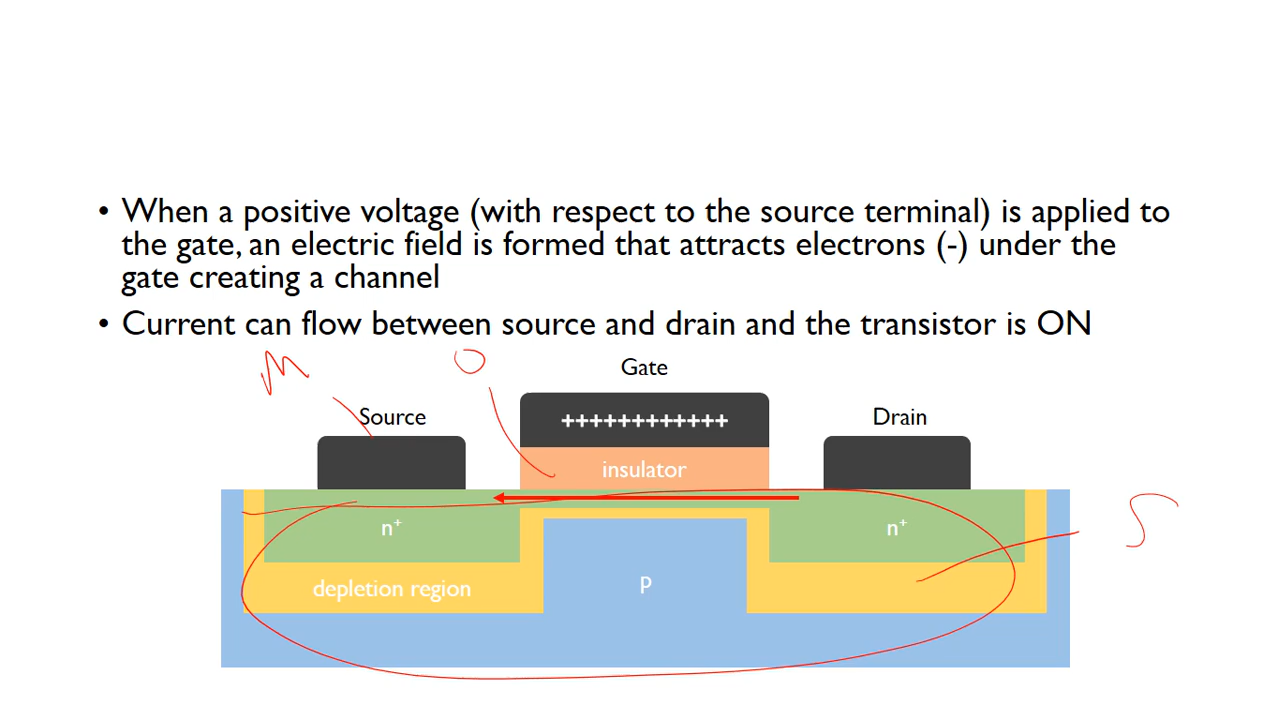 • When a positive voltage (with respect to the source terminal) is applied to
the gate, an electric field is formed that attracts electrons (-) under the
gate creating a channel
• Current can flow between source and drain and the transistor is ON
M
O
Gate
Source
Drain
++++++++++++
insulator
S
n⁺
n⁺
depletion region
p